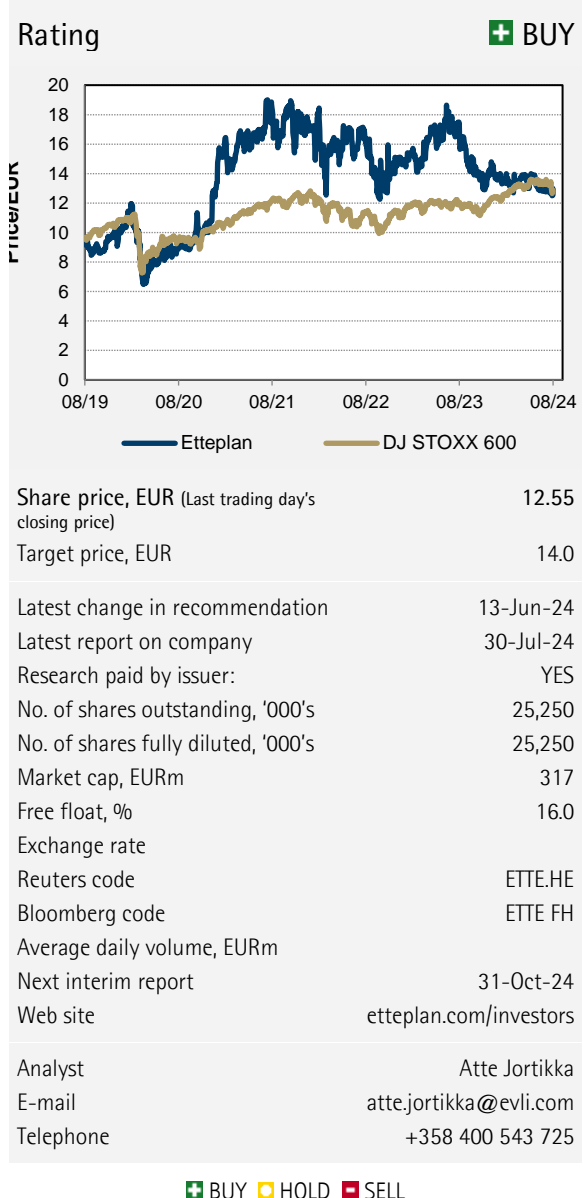 Rating BUY
20
18
16
14
12
10
8
6
4
2
0
Price/EUR
08/19 08/20 08/21 08/22 08/23 08/24
Etteplan DJ STOXX 600
Share price, EUR (Last trading day's 12.55
closing price)
Target price, EUR 14.0
Latest change in recommendation 13-Jun-24
Latest report on company 30-Jul-24
Research paid by issuer: YES
No. of shares outstanding, '000's 25,250
No. of shares fully diluted, '000's 25,250
Market cap, EURm 317
Free float, % 16.0
Exchange rate
Reuters code ETTE.HE
Bloomberg code ETTE FH
Average daily volume, EURm
Next interim report 31-Oct-24
Web site etteplan.com/investors
Analyst Atte Jortikka
E-mail atte.jortikka@evli.com
Telephone +358 400 543 725
BUY HOLD SELL